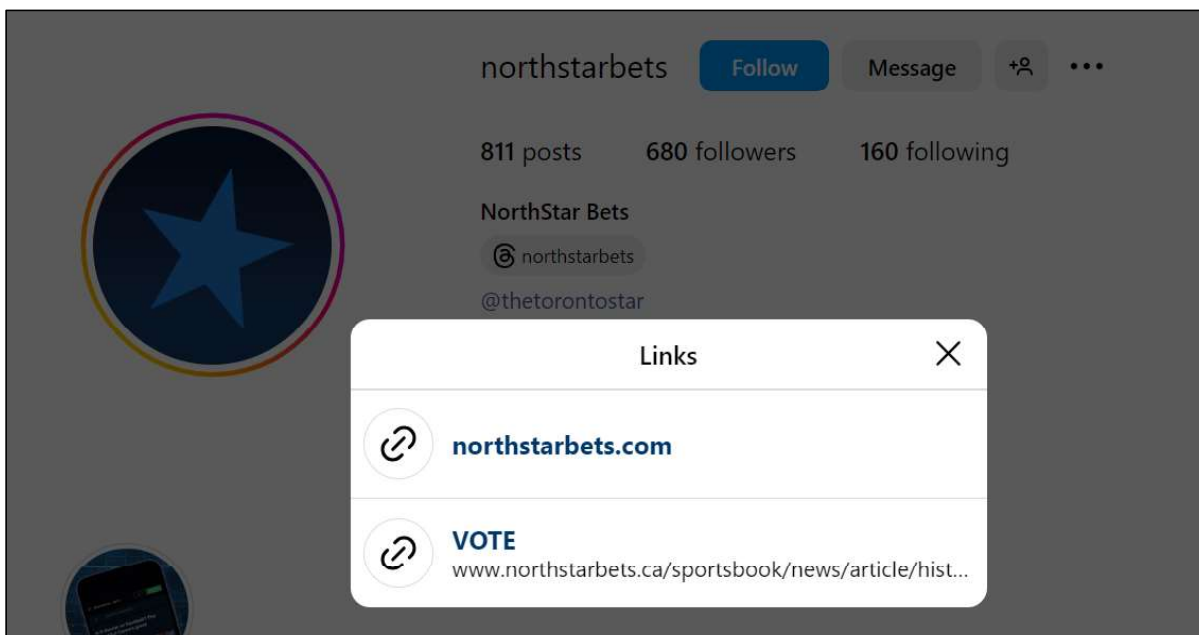 northstarbets Follow Message
811 posts 680 followers 160 following
NorthStar Bets
northstarbets
@thetorontostar
Links
northstarbets.com
VOTE
www.northstarbets.ca/sportsbook/news/article/hist...